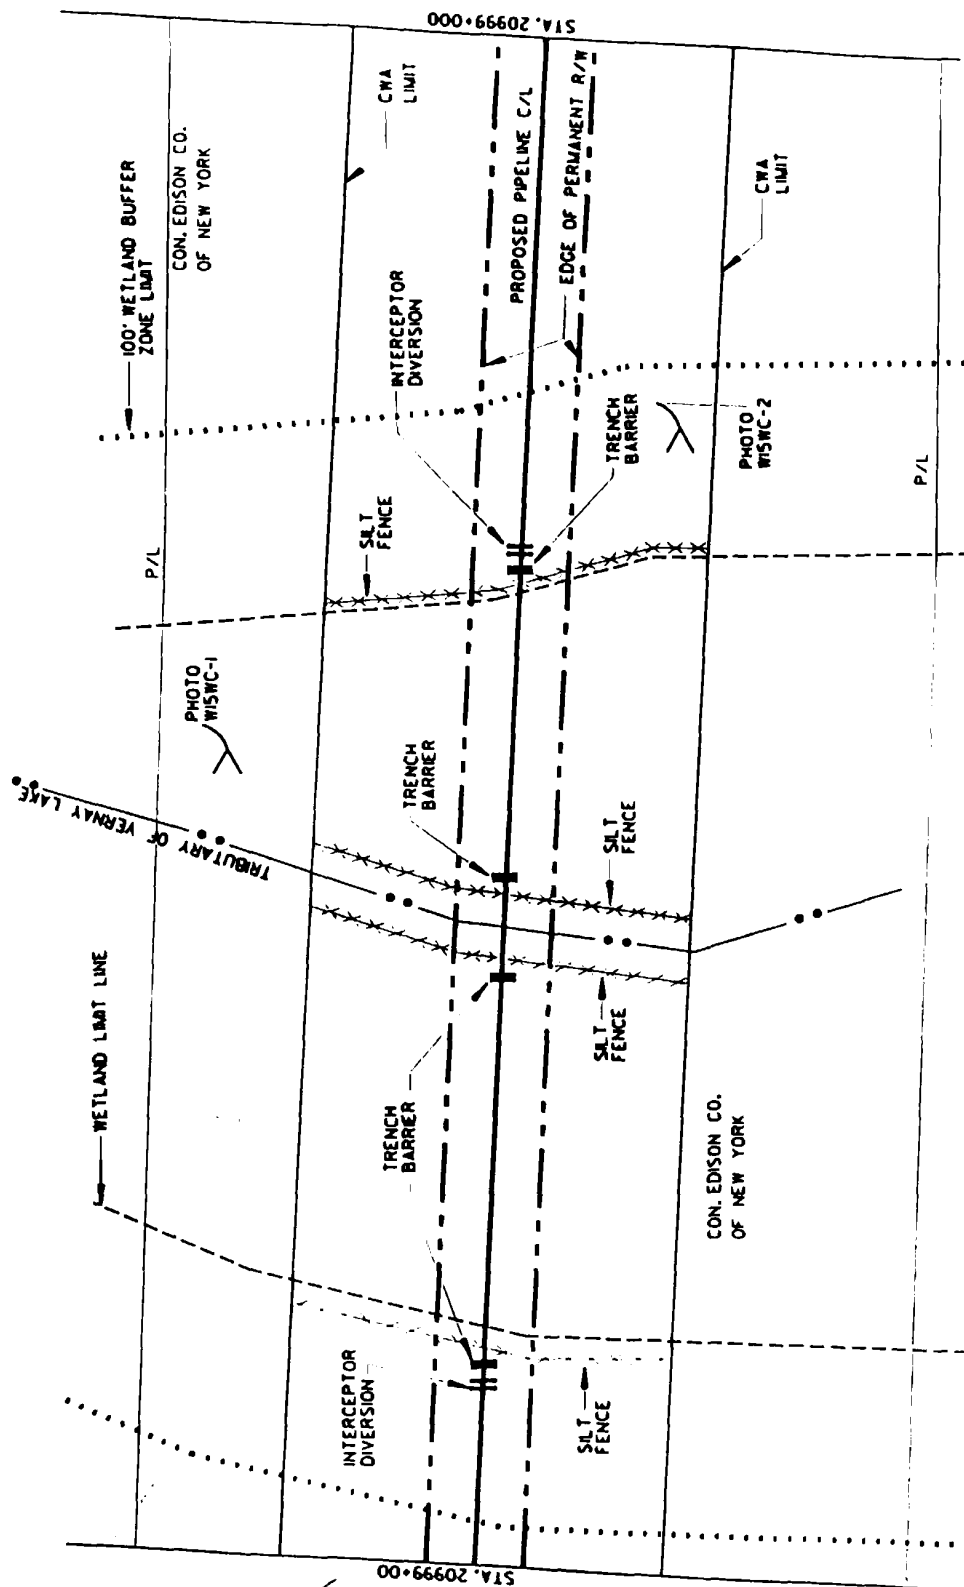 STA. 20999+000
CON. EDISON CO.
OF NEW YORK
CWA
LIMIT
100' WETLAND BUFFER
ZONE LIMIT
PROPOSED PIPELINE C/L
EDGE OF PERMANENT R/W
CWA
LIMIT
INTERCEPTOR
DIVERSION
TRENCH
BARRIER
PHOTO
W15WC-2
P/L
P/L
SILT
FENCE
PHOTO
W15WC-1
TRIBUTARY OF VERNAY LAKE
TRENCH
BARRIER
SILT
FENCE
WETLAND LIMIT LINE
SILT
FENCE
TRENCH
BARRIER
CON. EDISON CO.
OF NEW YORK
INTERCEPTOR
DIVERSION
SILT
FENCE
STA. 20999+00